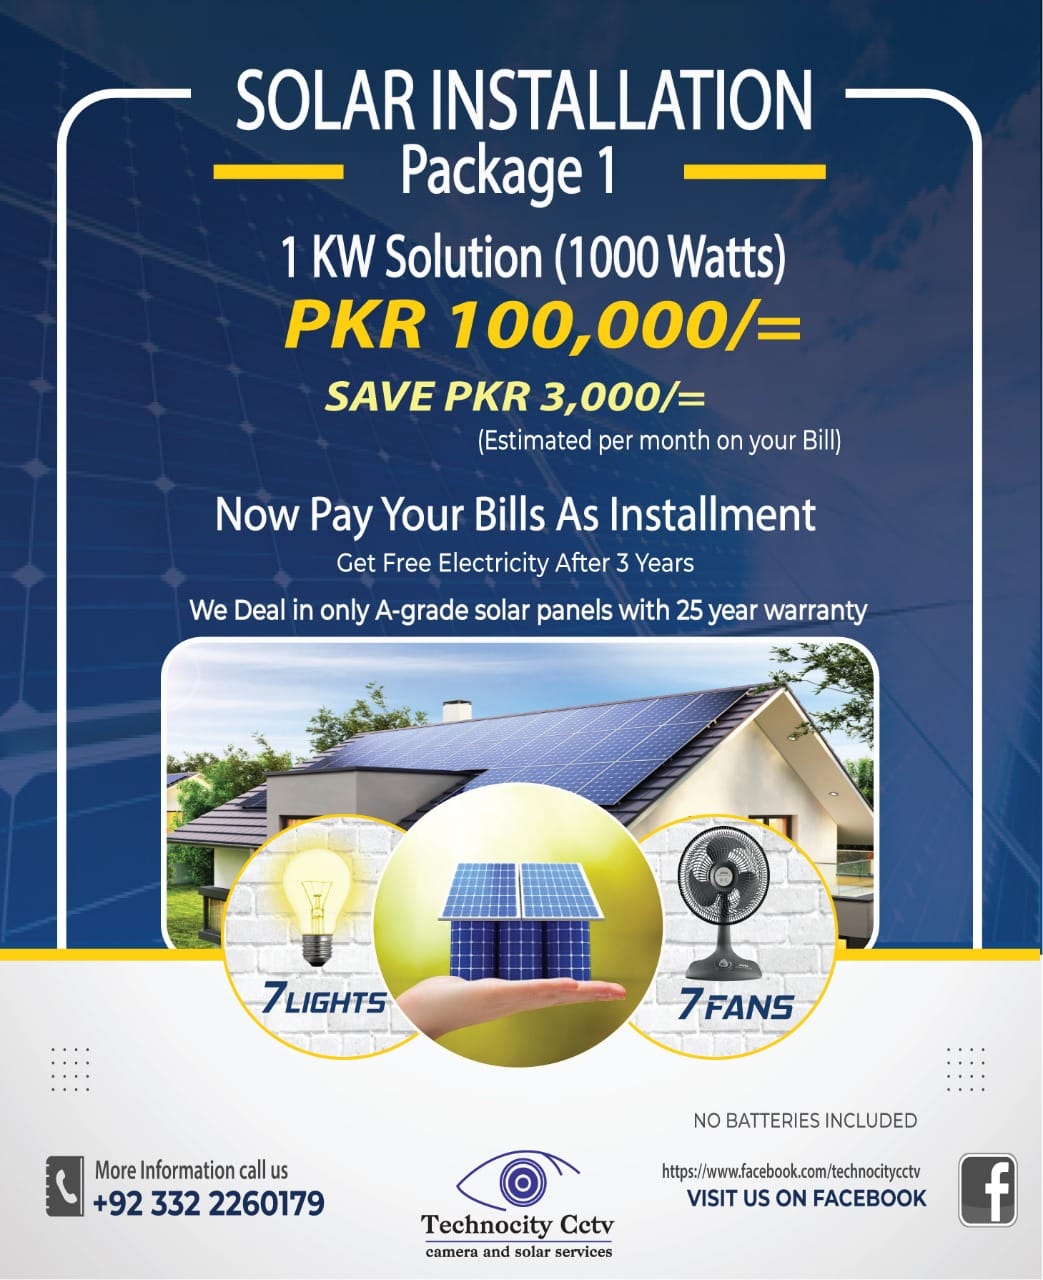 SOLAR INSTALLATION
Package 1
1 KW Solution (1000 Watts)
PKR 100,000/=
SAVE PKR 3,000/=
(Estimated per month on your Bill)
Now Pay Your Bills As Installment
Get Free Electricity After 3 Years
We Deal in only A-grade solar panels with 25 year warranty
7LIGHTS
7FANS
NO BATTERIES INCLUDED
More Information call us
+92 332 2260179
Technocity Cctv
camera and solar services
https://www.facebook.com/technocitycctv
VISIT US ON FACEBOOK
f